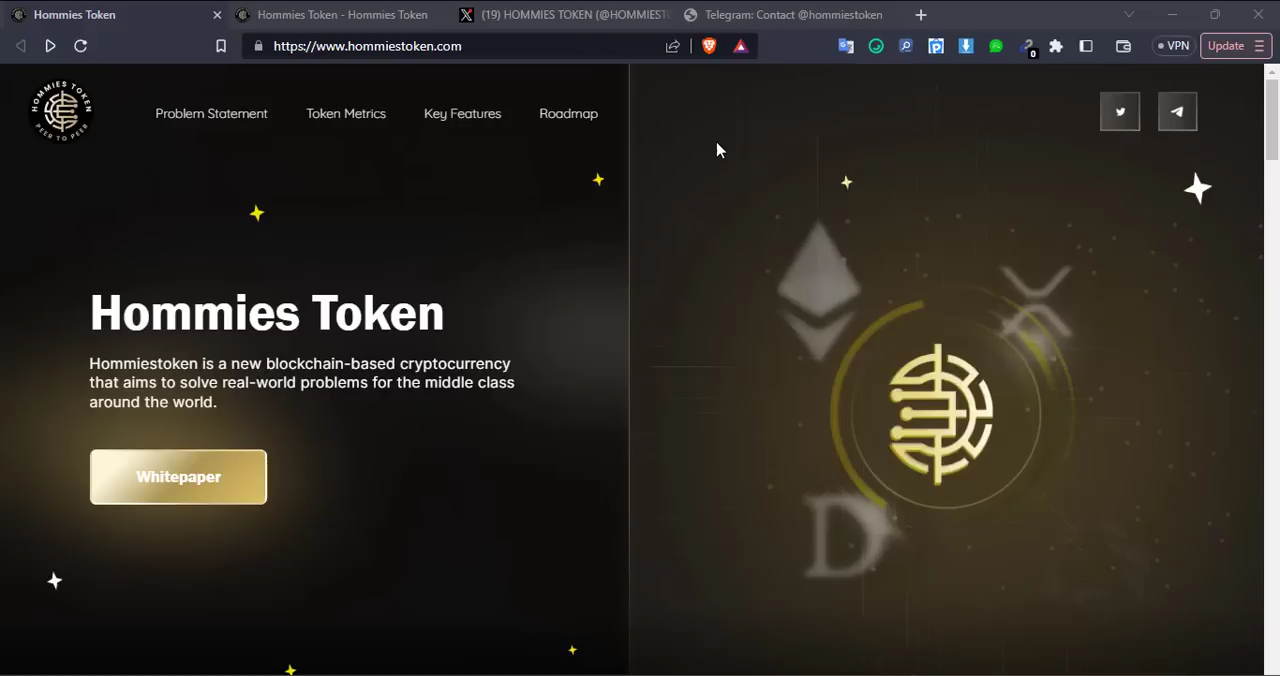 Hommies Token
Hommies Token - Hommies Token
(19) HOMMIES TOKEN (@HOMMIEST
Telegram: Contact @hommiestoken
https://www.hommiestoken.com
0
VPN
Update
HOMMIES TOKEN
PEER TO PEER
Problem Statement
Token Metrics
Key Features
Roadmap
Hommies Token
Hommiestoken is a new blockchain-based cryptocurrency
that aims to solve real-world problems for the middle class
around the world.
Whitepaper